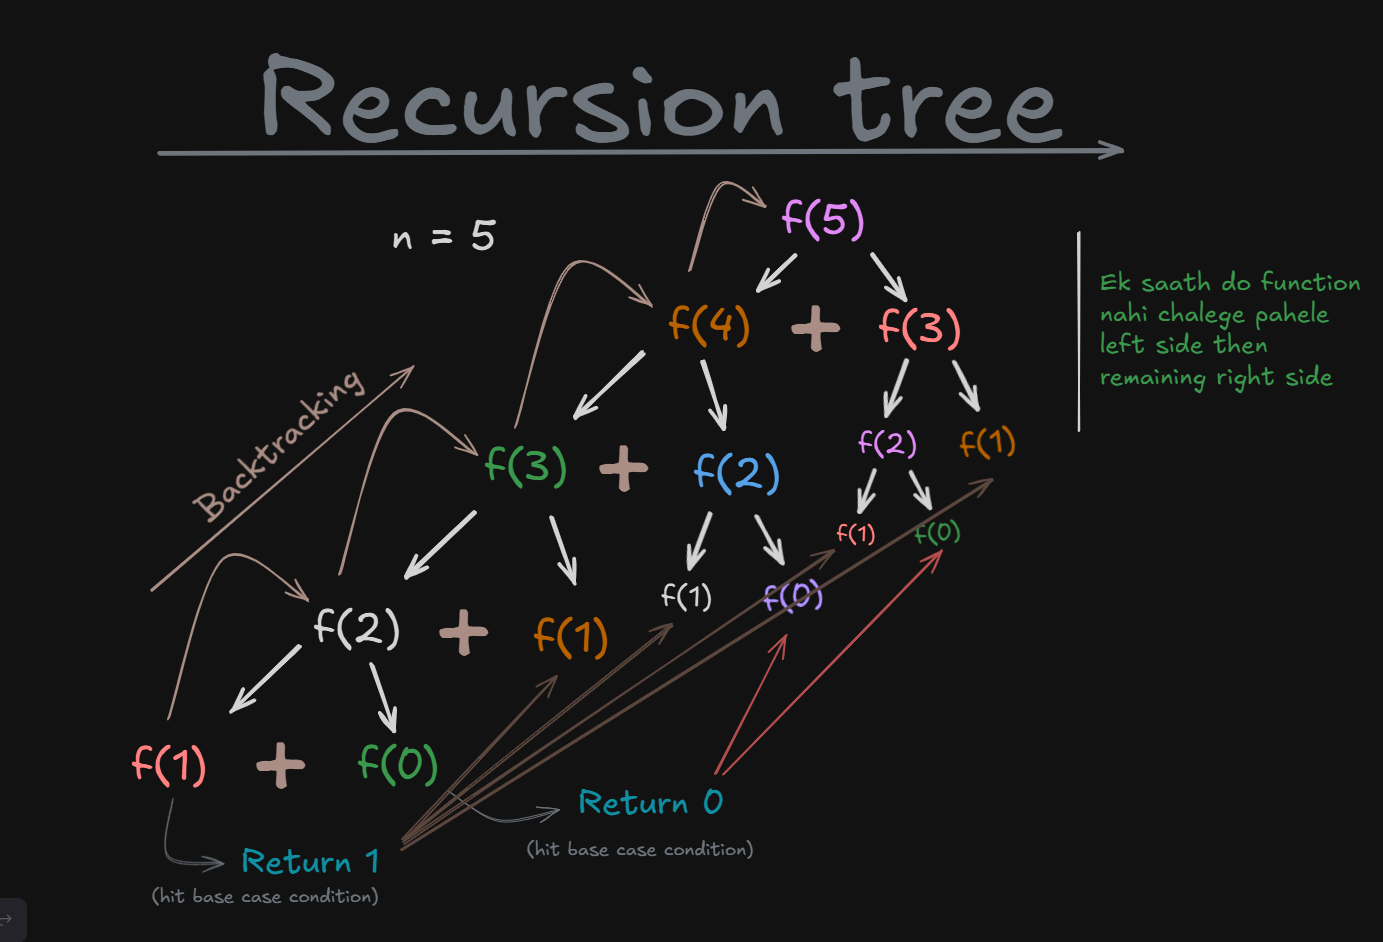 Recursion tree
n = 5
f(5)
f(4) + f(3)
Ek saath do function
nahi chalege pahele
left side then
remaining right side
Backtracking
f(3) + f(2)
f(2) f(1)
f(1) f(0)
f(2) + f(1)
f(1) f(0)
f(1) + f(0)
Return 0
(hit base case condition)
Return 1
(hit base case condition)